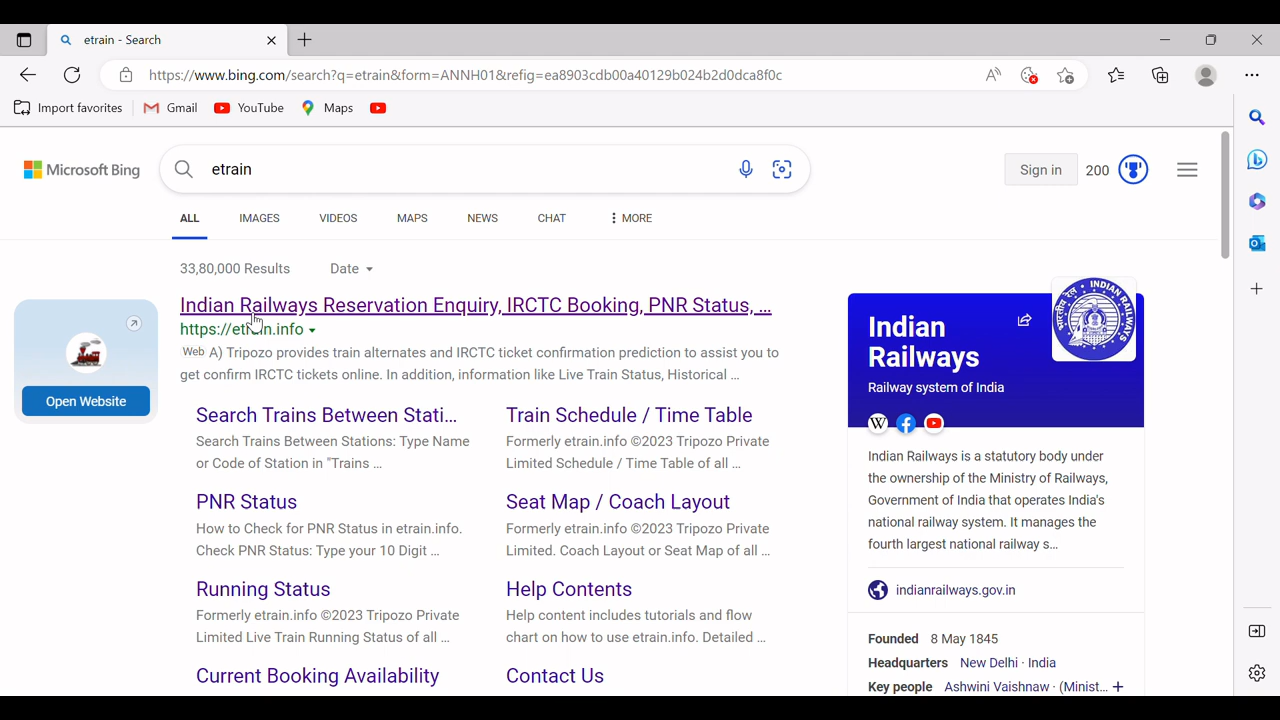 etrain - Search
https://www.bing.com/search?q=etrain&form=ANNH01&refig=ea8903cdb00a40129b024b2d0dca8f0c
Import favorites Gmail YouTube Maps
Microsoft Bing etrain Sign in 200
ALL IMAGES VIDEOS MAPS NEWS CHAT MORE
33,80,000 Results Date
Indian Railways Reservation Enquiry, IRCTC Booking, PNR Status, ...
https://etrain.info
Web A) Tripozo provides train alternates and IRCTC ticket confirmation prediction to assist you to
get confirm IRCTC tickets online. In addition, information like Live Train Status, Historical ...
Open Website
Search Trains Between Stati...
Search Trains Between Stations: Type Name
or Code of Station in "Trains ...
Train Schedule / Time Table
Formerly etrain.info ©2023 Tripozo Private
Limited Schedule / Time Table of all ...
PNR Status
How to Check for PNR Status in etrain.info.
Check PNR Status: Type your 10 Digit ...
Seat Map / Coach Layout
Formerly etrain.info ©2023 Tripozo Private
Limited. Coach Layout or Seat Map of all ...
Running Status
Formerly etrain.info ©2023 Tripozo Private
Limited Live Train Running Status of all ...
Help Contents
Help content includes tutorials and flow
chart on how to use etrain.info. Detailed ...
Current Booking Availability
Contact Us
Indian
Railways
Railway system of India
INDIAN RAILWAYS
W
Indian Railways is a statutory body under
the ownership of the Ministry of Railways,
Government of India that operates India's
national railway system. It manages the
fourth largest national railway s...
indianrailways.gov.in
Founded 8 May 1845
Headquarters New Delhi · India
Key people Ashwini Vaishnaw · (Minist... +